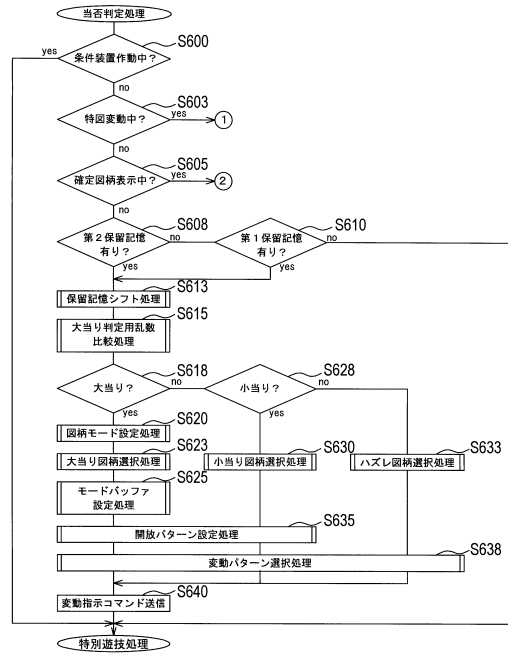 当否判定処理
S600
yes
条件装置作動中？
no
S603
特図変動中？
yes
1
no
S605
確定図柄表示中？
yes
2
no
S608
第2保留記憶
有り？
no
yes
S610
第1保留記憶
有り？
no
yes
S613
保留記憶シフト処理
S615
大当り判定用乱数
比較処理
S618
大当り？
no
yes
S628
小当り？
no
yes
S620
図柄モード設定処理
S623
大当り図柄選択処理
S630
小当り図柄選択処理
S633
ハズレ図柄選択処理
S625
モードバッファ
設定処理
S635
開放パターン設定処理
S638
変動パターン選択処理
S640
変動指示コマンド送信
特別遊技処理